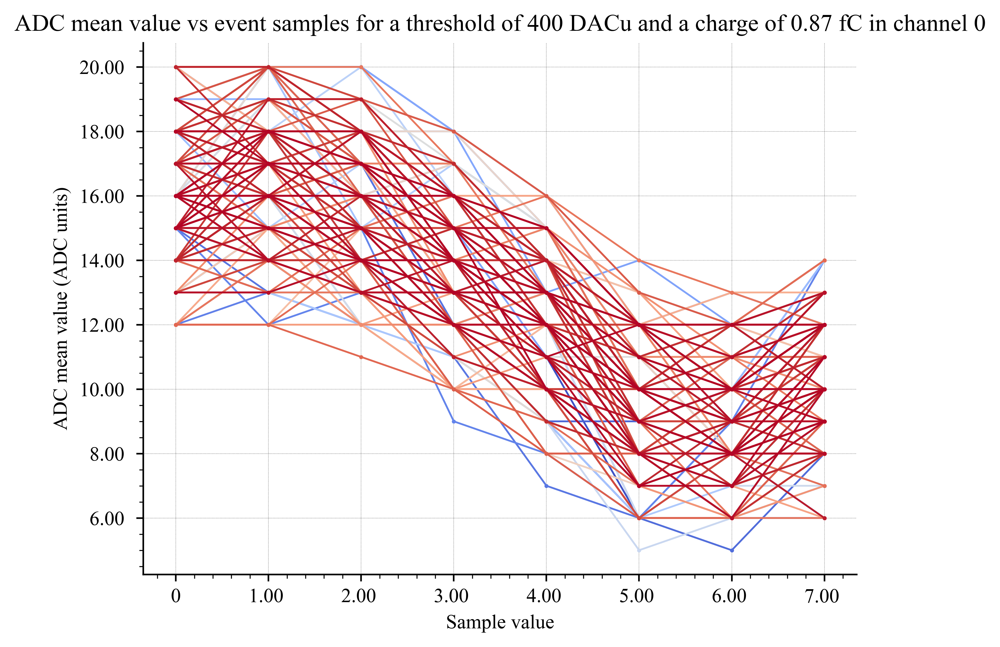 ADC mean value vs event samples for a threshold of 400 DACu and a charge of 0.87 fC in channel 0
ADC mean value (ADC units)
20.00
18.00
16.00
14.00
12.00
10.00
8.00
6.00
0 1.00 2.00 3.00 4.00 5.00 6.00 7.00
Sample value